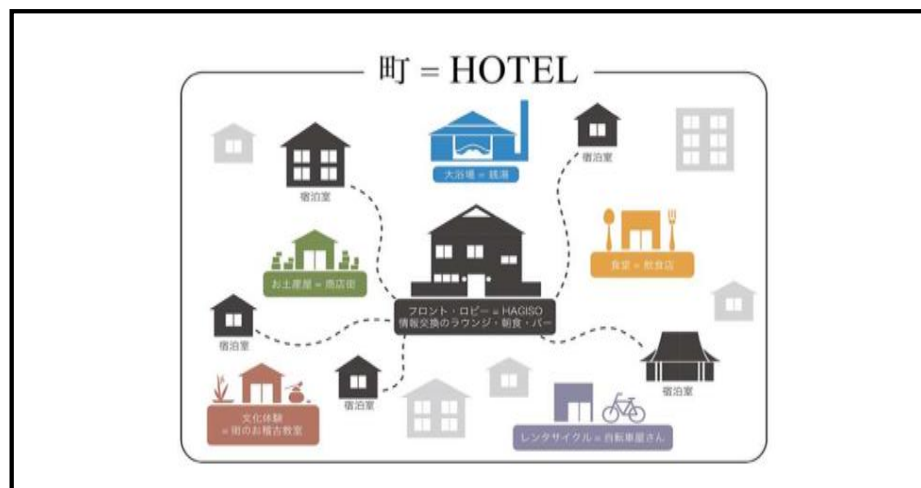 町 = HOTEL
宿泊室
大浴場 = 銭湯
宿泊室
お土産屋 = 商店街
フロント・ロビー = HAGISO
情報交換のラウンジ・朝食・バー
食堂 = 飲食店
宿泊室
宿泊室
宿泊室
文化体験
= 街のお稽古教室
レンタサイクル = 自転車屋さん